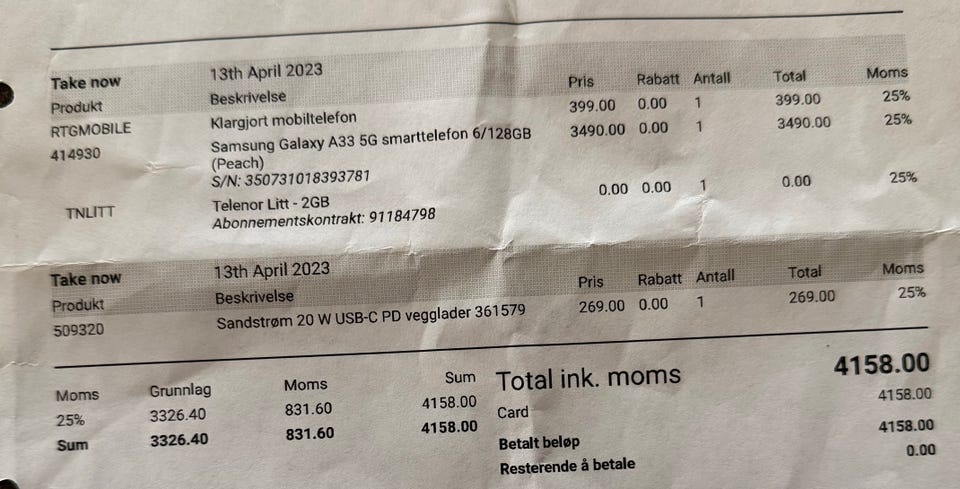 Take now 13th April 2023
Produkt Beskrivelse Pris Rabatt Antall Total Moms
RTGMOBILE Klargjort mobiltelefon 399.00 0.00 1 399.00 25%
414930 Samsung Galaxy A33 5G smarttelefon 6/128GB 3490.00 0.00 1 3490.00 25%
(Peach)
S/N: 350731018393781
TNLITT Telenor Litt - 2GB 0.00 0.00 1 0.00 25%
Abonnementskontrakt: 91184798
Take now 13th April 2023
Produkt Beskrivelse Pris Rabatt Antall Total Moms
509320 Sandstrøm 20 W USB-C PD vegglader 361579 269.00 0.00 1 269.00 25%
Moms Grunnlag Moms Sum
25% 3326.40 831.60 4158.00
Sum 3326.40 831.60 4158.00
Total ink. moms 4158.00
Card 4158.00
Betalt beløp 4158.00
Resterende å betale 0.00